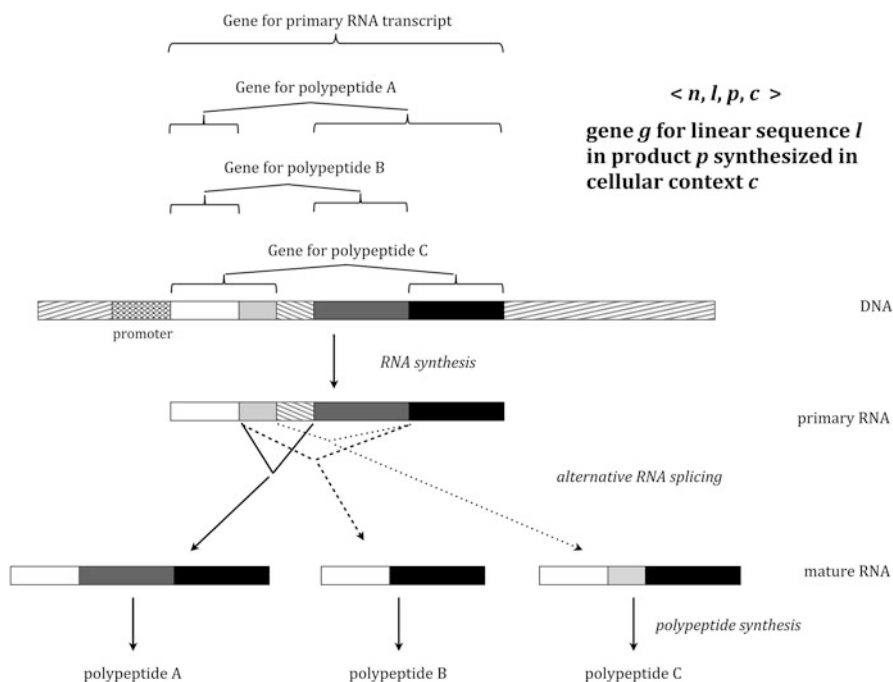 Gene for primary RNA transcript
Gene for polypeptide A
< n, l, p, c >
gene g for linear sequence l
in product p synthesized in
cellular context c
Gene for polypeptide B
Gene for polypeptide C
DNA
promoter
RNA synthesis
primary RNA
alternative RNA splicing
mature RNA
polypeptide synthesis
polypeptide A
polypeptide B
polypeptide C